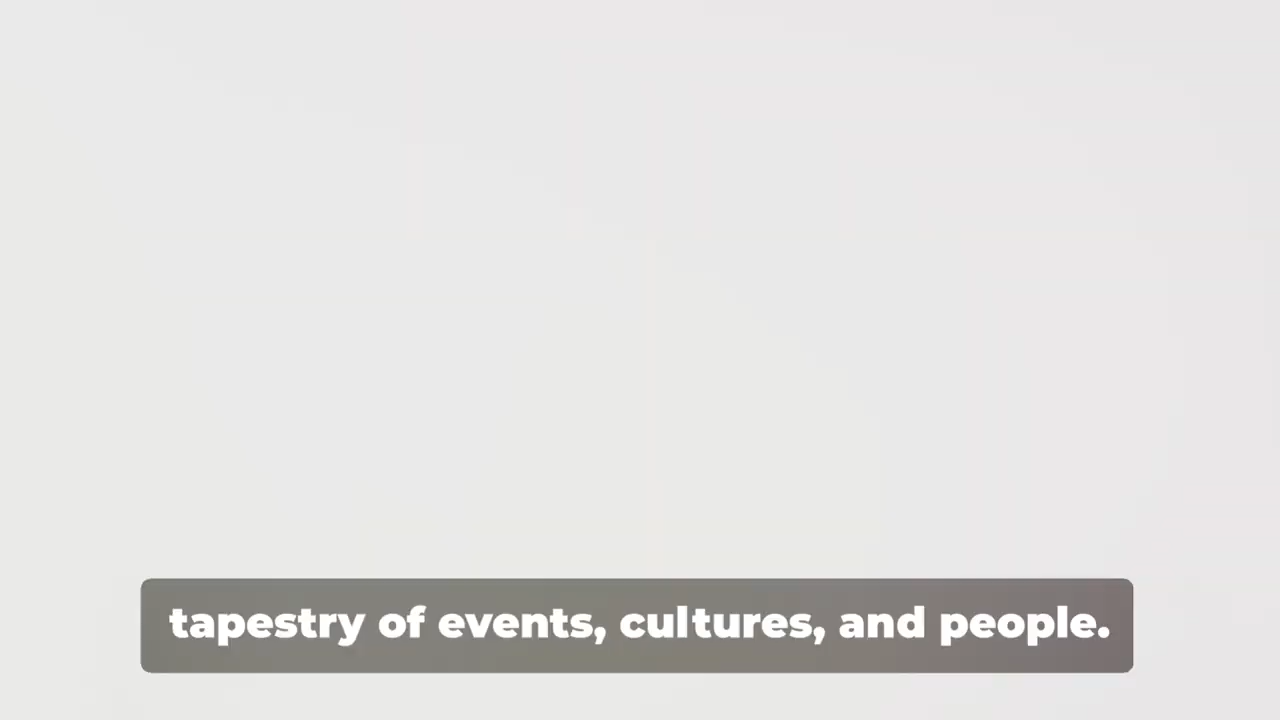 tapestry of events, cultures, and people.